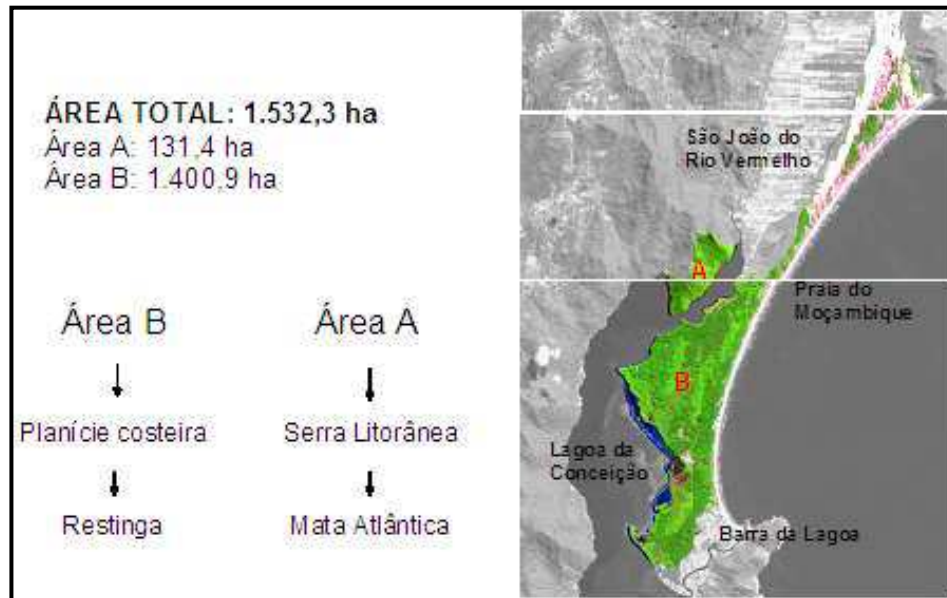 ÁREA TOTAL: 1.532,3 ha
Área A: 131,4 ha
Área B: 1.400,9 ha
Área B
Planície costeira
Restinga
Área A
Serra Litorânea
Mata Atlântica
São João do
Rio Vermelho
A
Praia do
Moçambique
B
Lagoa da
Conceição
Barra da Lagoa